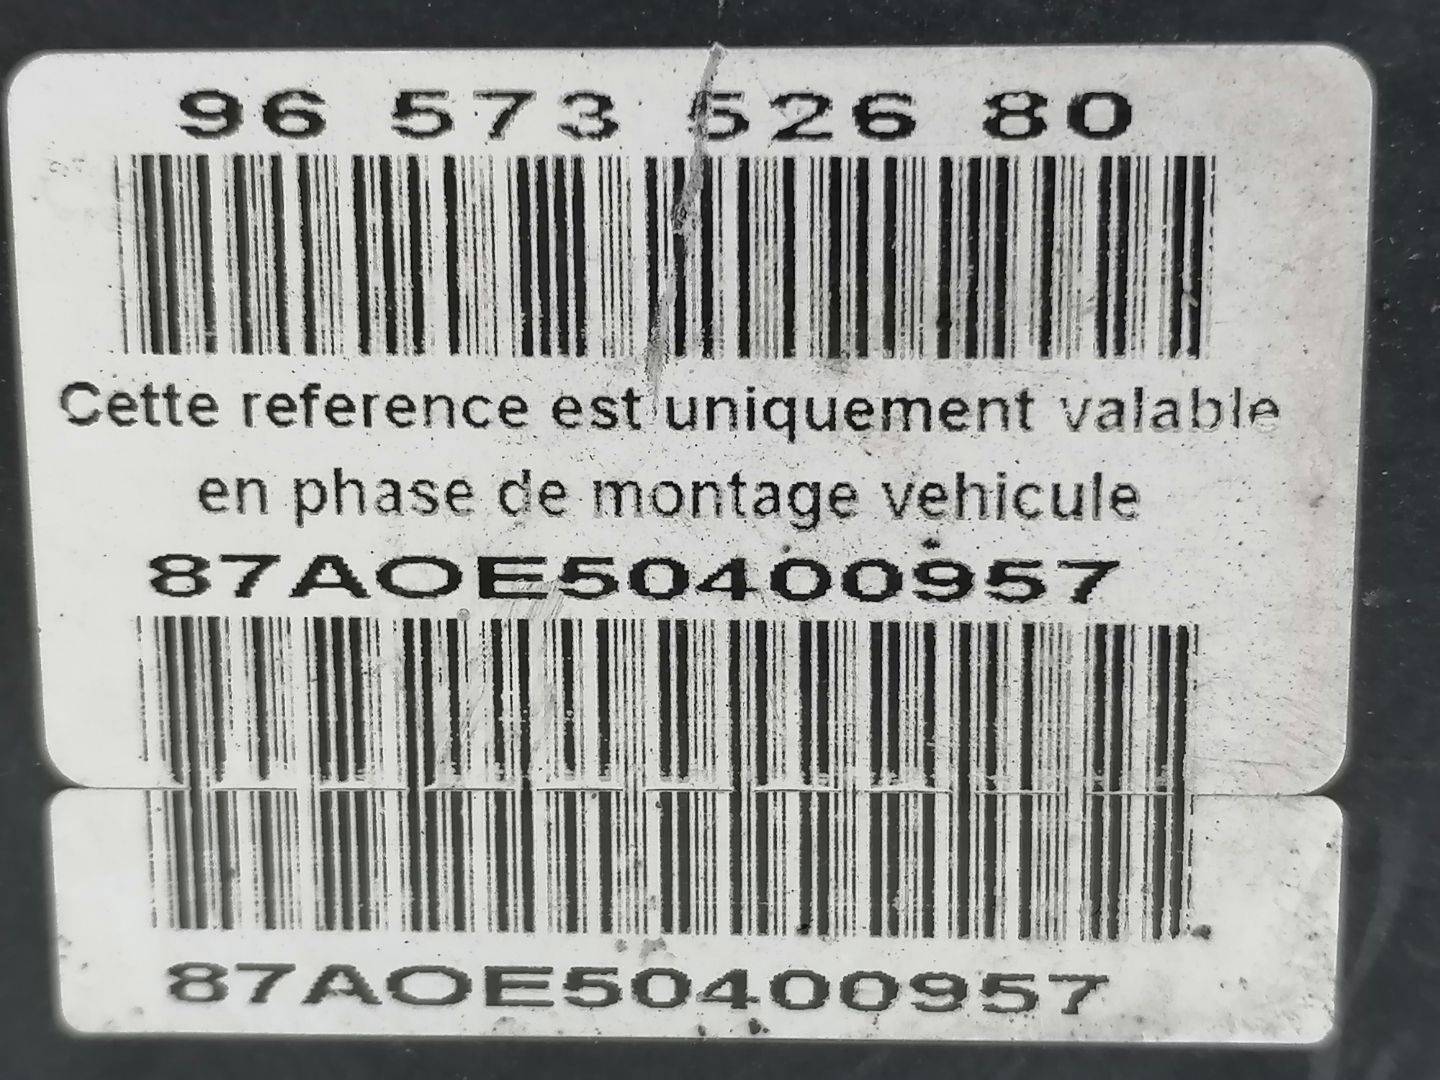 96 573 526 80
Cette reference est uniquement valable
en phase de montage vehicule
87AOE50400957
87AOE50400957